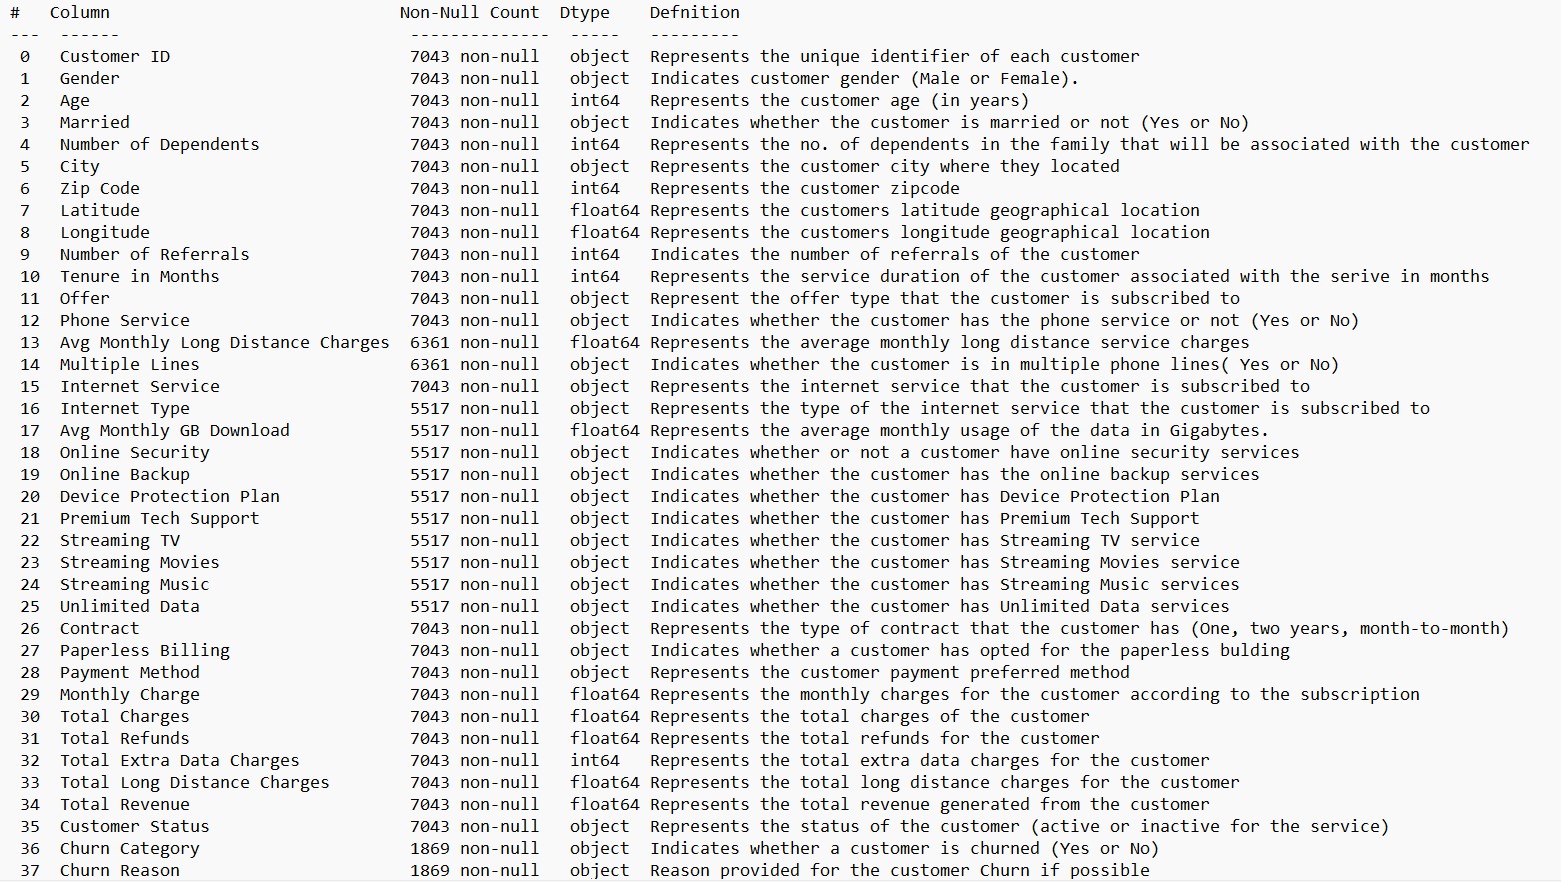 #   Column                            Non-Null Count  Dtype    Defnition
---  ------                            --------------  -----    ---------
0   Customer ID                        7043 non-null   object  Represents the unique identifier of each customer
1   Gender                             7043 non-null   object  Indicates customer gender (Male or Female).
2   Age                                7043 non-null   int64   Represents the customer age (in years)
3   Married                            7043 non-null   object  Indicates whether the customer is married or not (Yes or No)
4   Number of Dependents               7043 non-null   int64   Represents the no. of dependents in the family that will be associated with the customer
5   City                               7043 non-null   object  Represents the customer city where they located
6   Zip Code                           7043 non-null   int64   Represents the customer zipcode
7   Latitude                           7043 non-null   float64 Represents the customers latitude geographical location
8   Longitude                          7043 non-null   float64 Represents the customers longitude geographical location
9   Number of Referrals                7043 non-null   int64   Indicates the number of referrals of the customer
10  Tenure in Months                   7043 non-null   int64   Represents the service duration of the customer associated with the serive in months
11  Offer                              7043 non-null   object  Represent the offer type that the customer is subscribed to
12  Phone Service                      7043 non-null   object  Indicates whether the customer has the phone service or not (Yes or No)
13  Avg Monthly Long Distance Charges  6361 non-null   float64 Represents the average monthly long distance service charges
14  Multiple Lines                     6361 non-null   object  Indicates whether the customer is in multiple phone lines( Yes or No)
15  Internet Service                   7043 non-null   object  Represents the internet service that the customer is subscribed to
16  Internet Type                      5517 non-null   object  Represents the type of the internet service that the customer is subscribed to
17  Avg Monthly GB Download            5517 non-null   float64 Represents the average monthly usage of the data in Gigabytes.
18  Online Security                    5517 non-null   object  Indicates whether or not a customer have online security services
19  Online Backup                      5517 non-null   object  Indicates whether the customer has the online backup services
20  Device Protection Plan             5517 non-null   object  Indicates whether the customer has Device Protection Plan
21  Premium Tech Support               5517 non-null   object  Indicates whether the customer has Premium Tech Support
22  Streaming TV                       5517 non-null   object  Indicates whether the customer has Streaming TV service
23  Streaming Movies                   5517 non-null   object  Indicates whether the customer has Streaming Movies service
24  Streaming Music                    5517 non-null   object  Indicates whether the customer has Streaming Music services
25  Unlimited Data                     5517 non-null   object  Indicates whether the customer has Unlimited Data services
26  Contract                           7043 non-null   object  Represents the type of contract that the customer has (One, two years, month-to-month)
27  Paperless Billing                  7043 non-null   object  Indicates whether a customer has opted for the paperless bulding
28  Payment Method                     7043 non-null   object  Represents the customer payment preferred method
29  Monthly Charge                     7043 non-null   float64 Represents the monthly charges for the customer according to the subscription
30  Total Charges                      7043 non-null   float64 Represents the total charges of the customer
31  Total Refunds                      7043 non-null   float64 Represents the total refunds for the customer
32  Total Extra Data Charges           7043 non-null   int64   Represents the total extra data charges for the customer
33  Total Long Distance Charges        7043 non-null   float64 Represents the total long distance charges for the customer
34  Total Revenue                      7043 non-null   float64 Represents the total revenue generated from the customer
35  Customer Status                    7043 non-null   object  Represents the status of the customer (active or inactive for the service)
36  Churn Category                     1869 non-null   object  Indicates whether a customer is churned (Yes or No)
37  Churn Reason                       1869 non-null   object  Reason provided for the customer Churn if possible